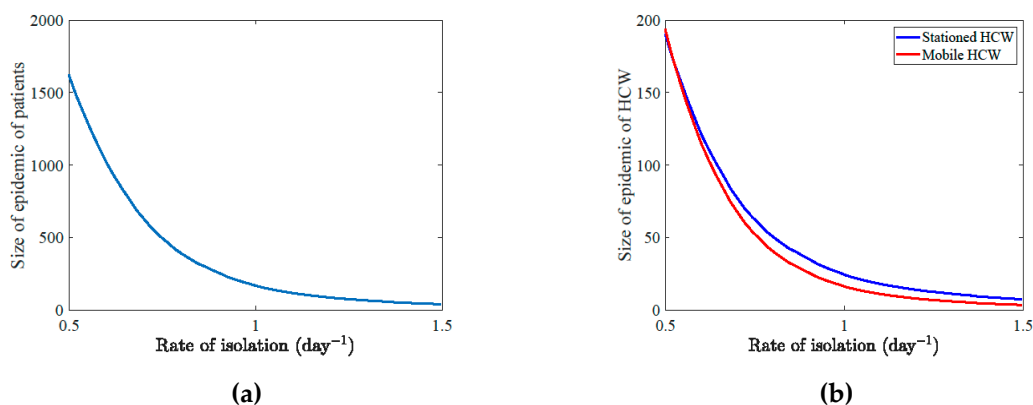 2000
1500
1000
500
0
Size of epidemic of patients
0.5
1
1.5
Rate of isolation (day⁻¹)
(a)
200
150
100
50
0
Size of epidemic of HCW
Stationed HCW
Mobile HCW
0.5
1
1.5
Rate of isolation (day⁻¹)
(b)